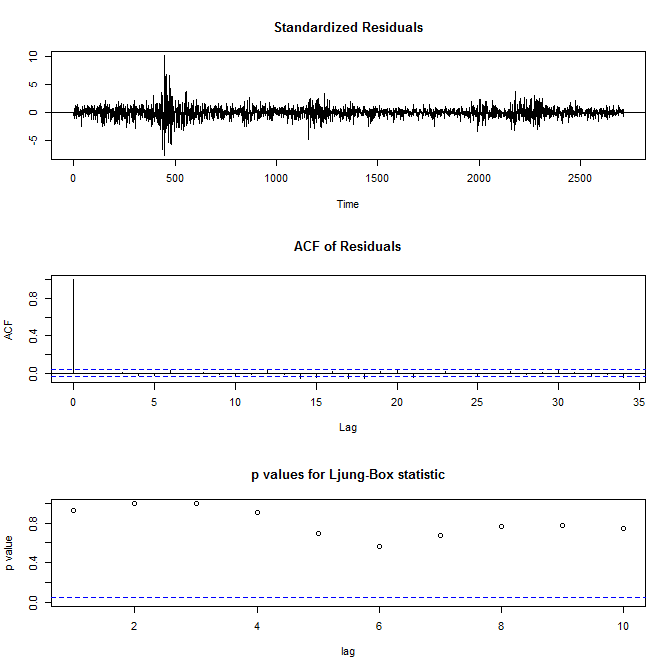 Standardized Residuals
10
5
0
-5
0 500 1000 1500 2000 2500
Time
ACF of Residuals
ACF
0.8
0.4
0.0
0 5 10 15 20 25 30 35
Lag
p values for Ljung-Box statistic
p value
0.8
0.4
0.0
2 4 6 8 10
lag